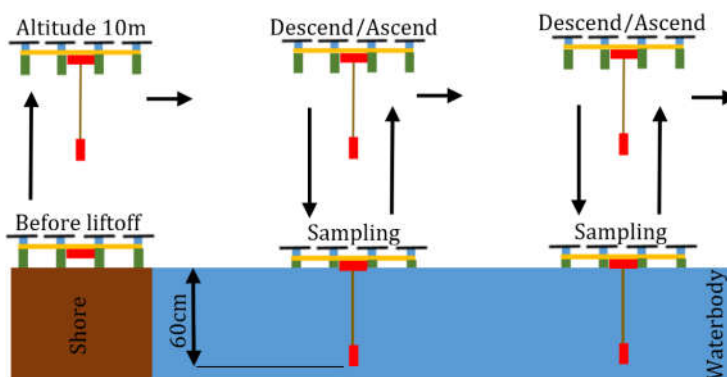 Altitude 10m
Descend/Ascend
Descend/Ascend
Before liftoff
Sampling
Sampling
Shore
60cm
Waterbody